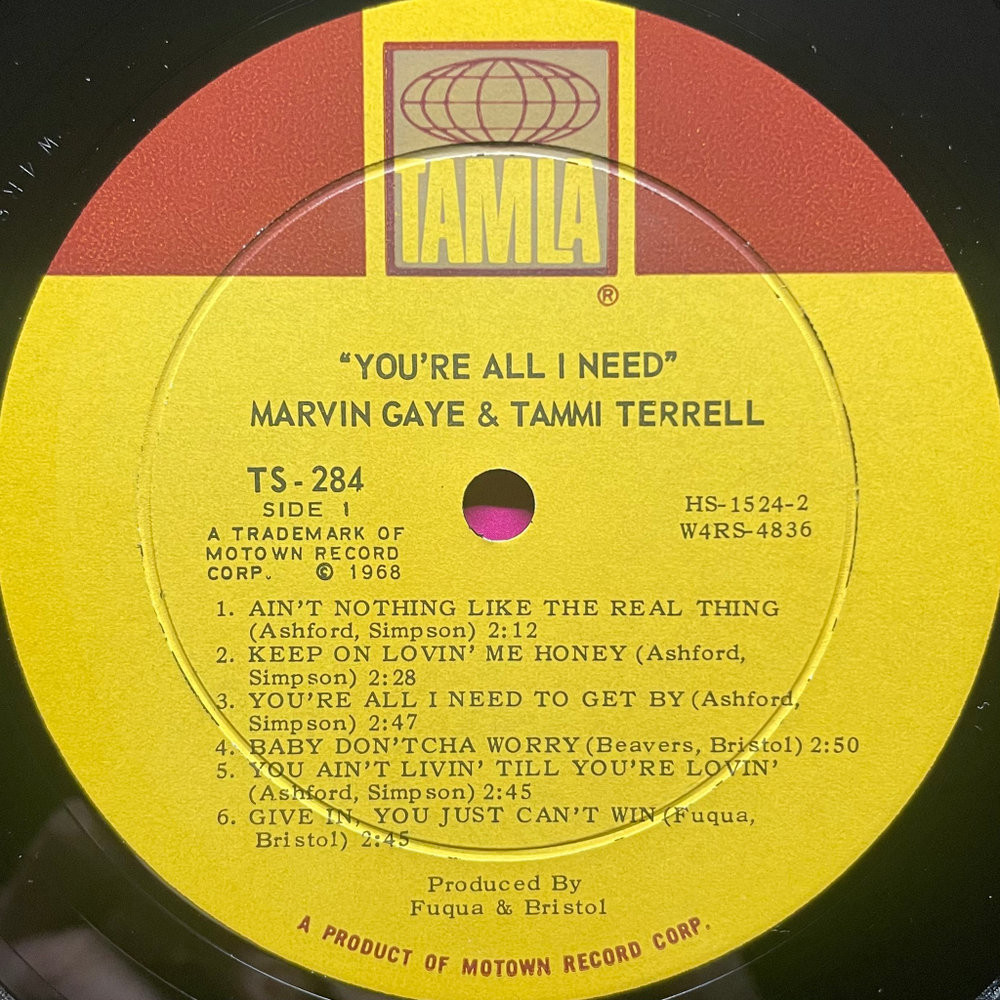 TAMLA
®
“YOU’RE ALL I NEED”
MARVIN GAYE & TAMMI TERRELL
TS-284
SIDE 1
A TRADEMARK OF
MOTOWN RECORD
CORP. © 1968
HS-1524-2
W4RS-4836
1. AIN’T NOTHING LIKE THE REAL THING
(Ashford, Simpson) 2:12
2. KEEP ON LOVIN’ ME HONEY (Ashford,
Simpson) 2:28
3. YOU’RE ALL I NEED TO GET BY (Ashford,
Simpson) 2:47
4. BABY DON’TCHA WORRY (Beavers, Bristol) 2:50
5. YOU AIN’T LIVIN’ TILL YOU’RE LOVIN’
(Ashford, Simpson) 2:45
6. GIVE IN, YOU JUST CAN’T WIN (Fuqua,
Bristol) 2:45
Produced By
Fuqua & Bristol
A PRODUCT OF MOTOWN RECORD CORP.